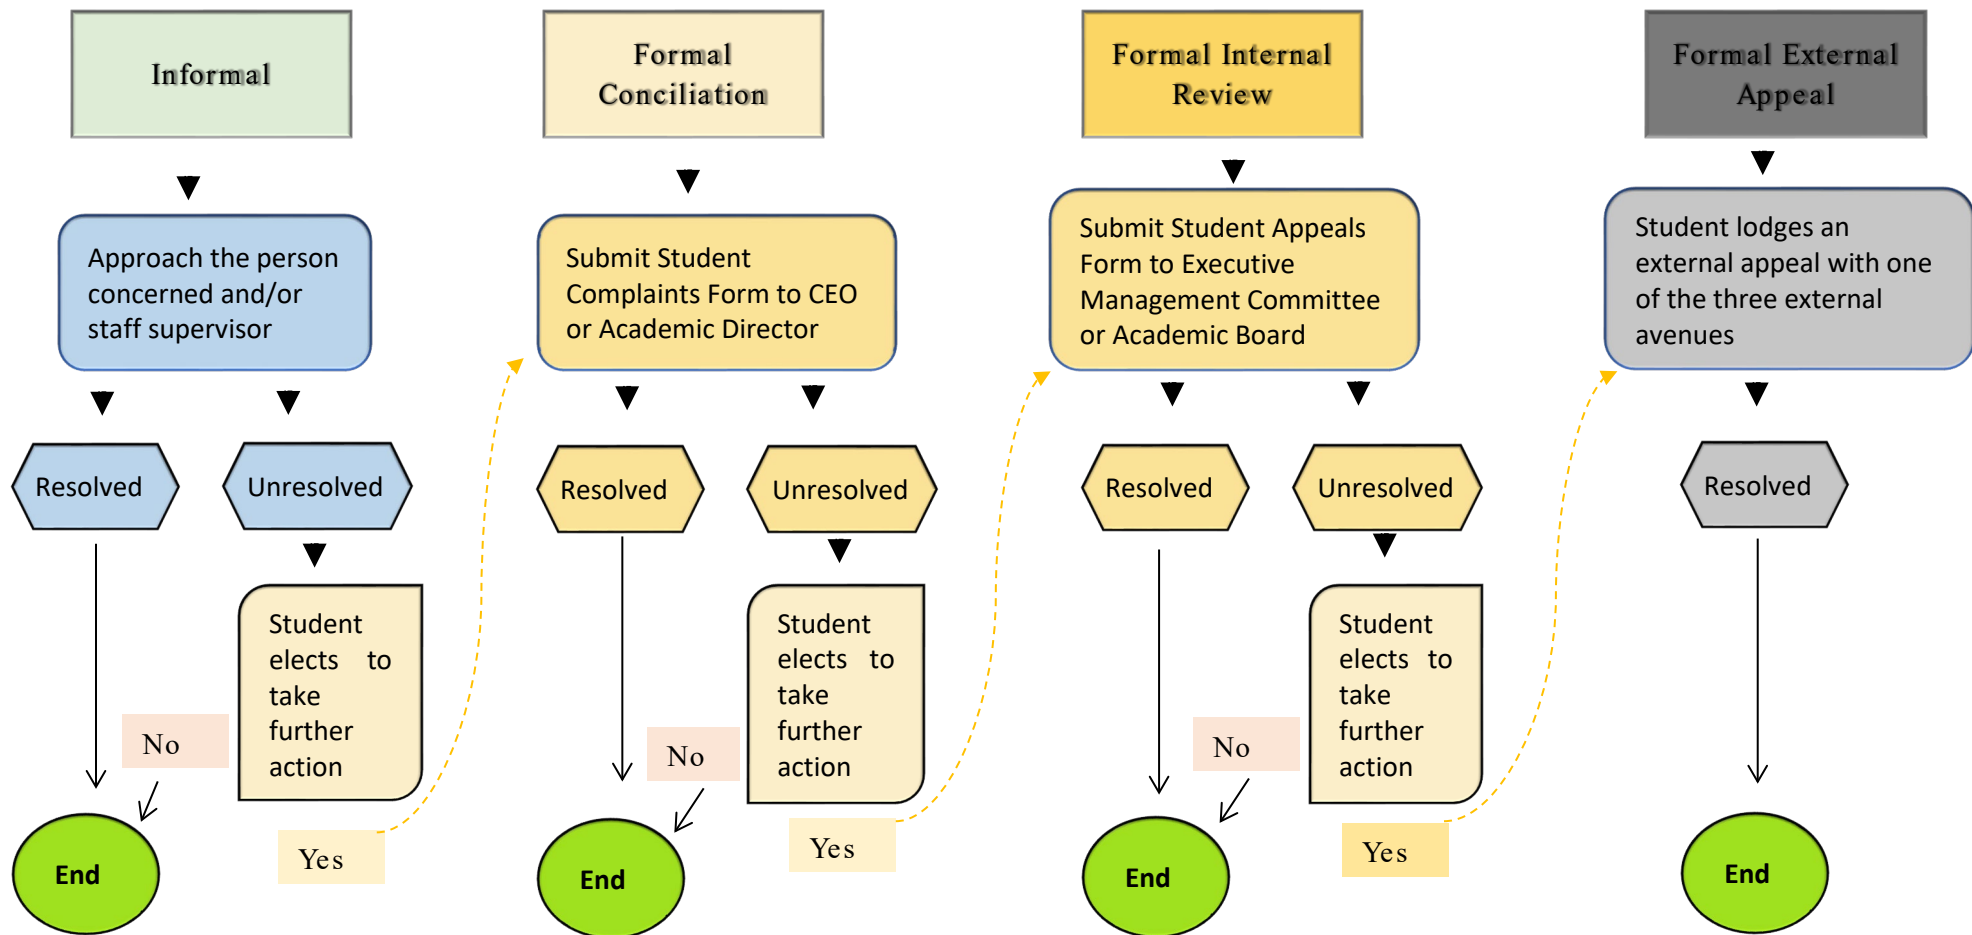 Informal
Formal
Conciliation
Formal Internal
Review
Formal External
Appeal
Approach the person
concerned and/or
staff supervisor
Submit Student
Complaints Form to CEO
or Academic Director
Submit Student Appeals
Form to Executive
Management Committee
or Academic Board
Student lodges an
external appeal with one
of the three external
avenues
Resolved
Unresolved
Resolved
Unresolved
Resolved
Unresolved
Resolved
Student
elects to
take
further
action
Student
elects to
take
further
action
Student
elects to
take
further
action
No
No
No
Yes
Yes
Yes
End
End
End
End